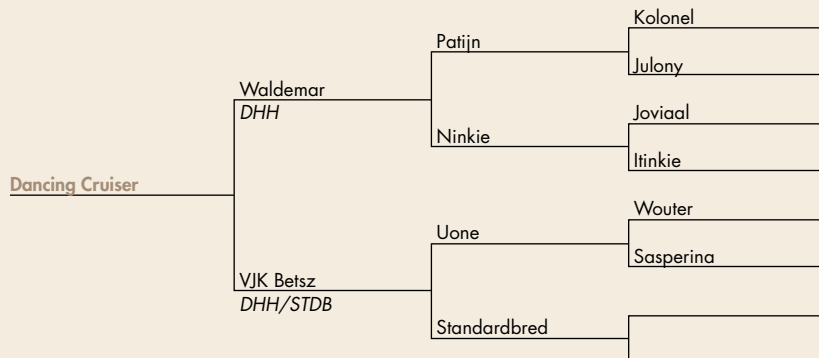 Kolonel
Patijn
Julony
Waldemar
DHH
Joviaal
Ninkie
Itinkie
Dancing Cruiser
Wouter
Uone
Sasperina
VJK Betsz
DHH/STDB
Standardbred